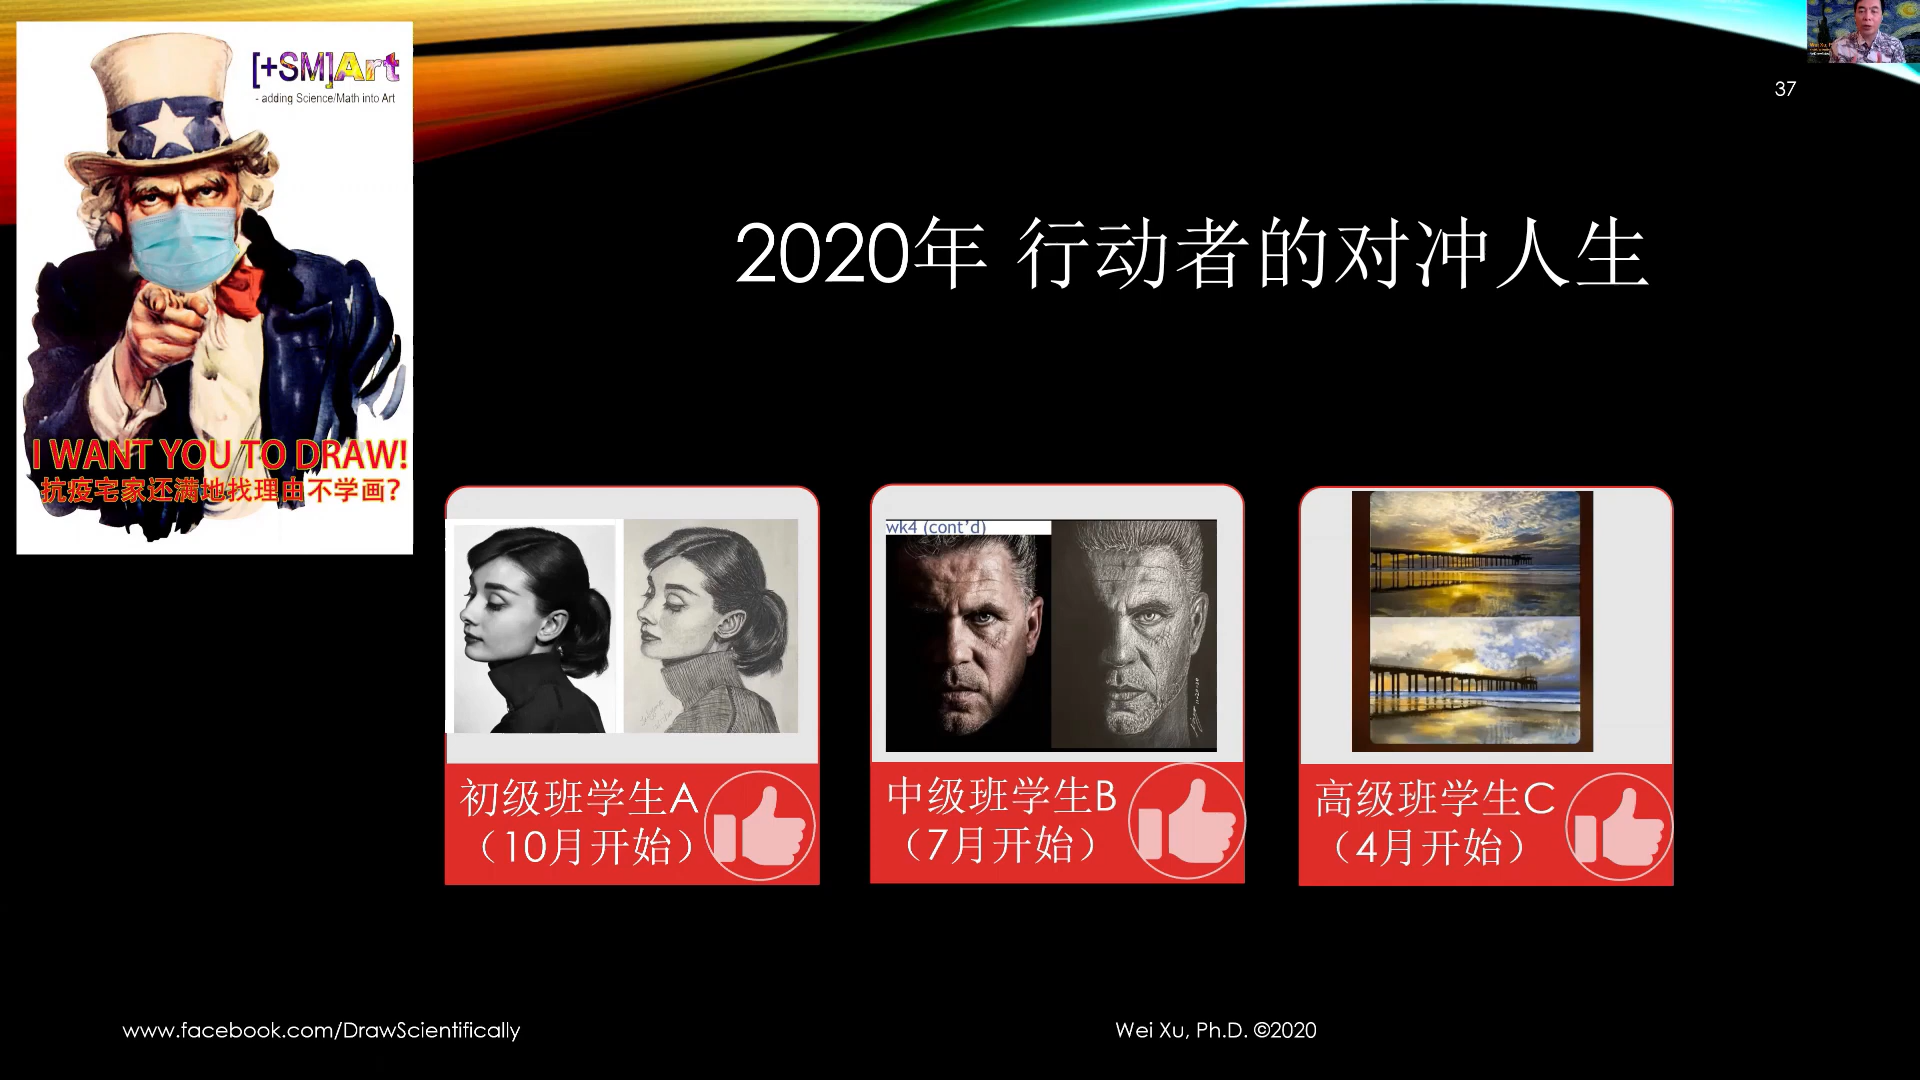 [+SM]Art
- adding Science/Math into Art
37
2020年 行动者的对冲人生
I WANT YOU TO DRAW!
抗疫宅家还满地找理由不学画?
wk4 (cont'd)
初级班学生A
（10月开始）
中级班学生B
（7月开始）
高级班学生C
（4月开始）
www.facebook.com/DrawScientifically
Wei Xu, Ph.D. ©2020